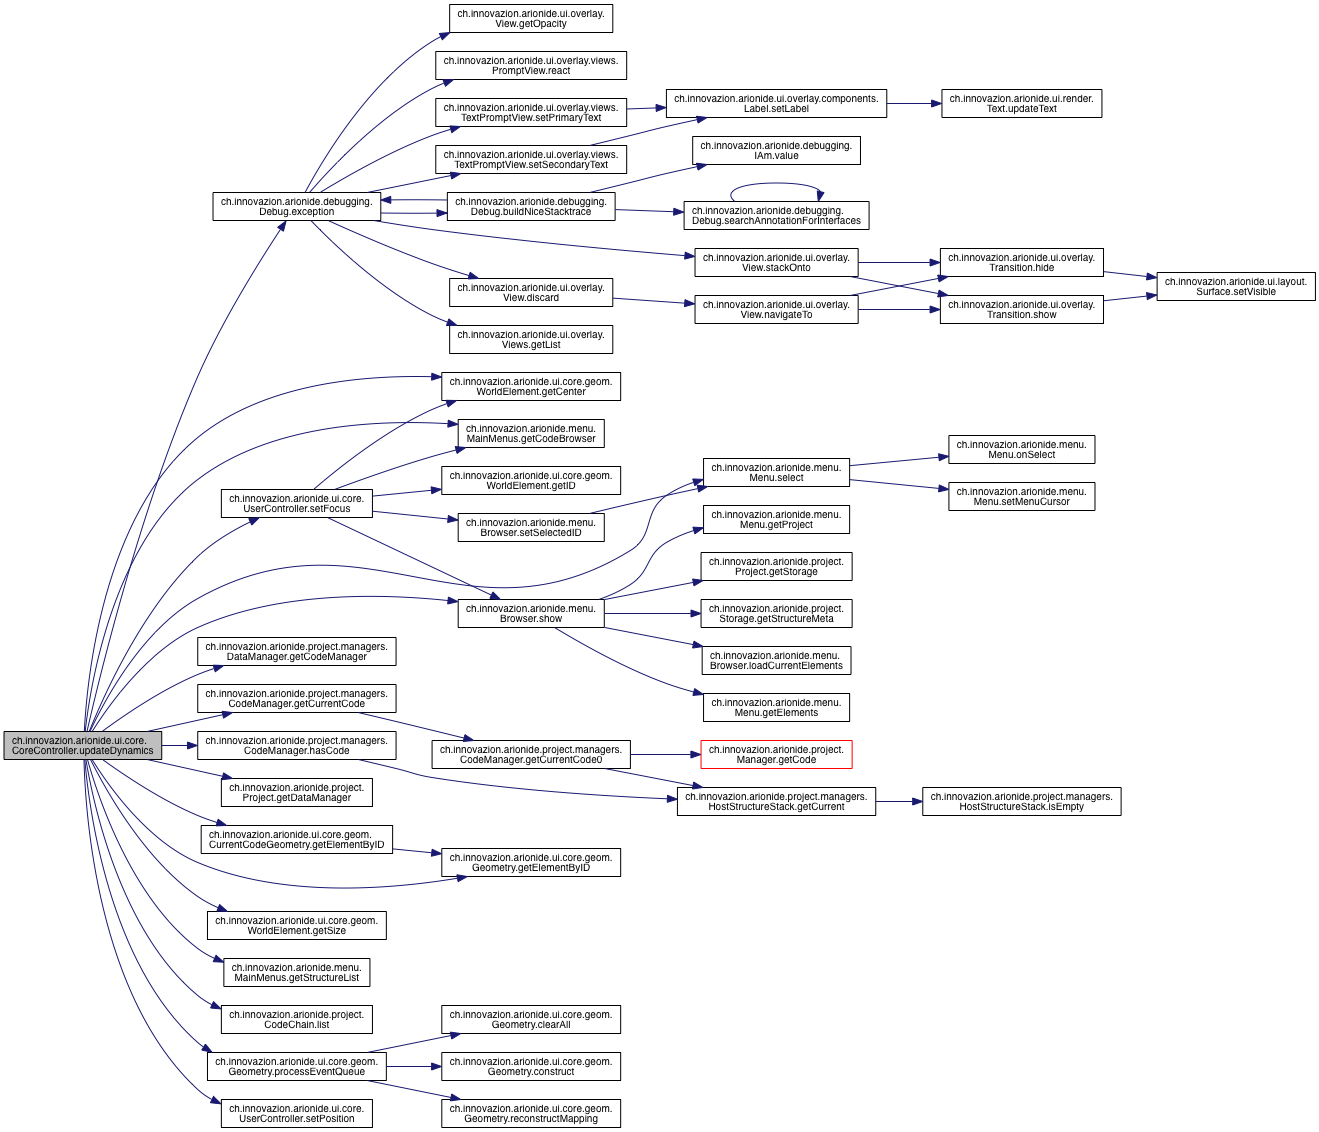 ch.innovazion.arionide.ui.overlay.
View.getOpacity
ch.innovazion.arionide.ui.overlay.views.
PromptView.react
ch.innovazion.arionide.ui.overlay.views.
TextPromptView.setPrimaryText
ch.innovazion.arionide.ui.overlay.components.
Label.setLabel
ch.innovazion.arionide.ui.render.
Text.updateText
ch.innovazion.arionide.ui.overlay.views.
TextPromptView.setSecondaryText
ch.innovazion.arionide.debugging.
IAm.value
ch.innovazion.arionide.debugging.
Debug.exception
ch.innovazion.arionide.debugging.
Debug.buildNiceStacktrace
ch.innovazion.arionide.debugging.
Debug.searchAnnotationForInterfaces
ch.innovazion.arionide.ui.overlay.
View.stackOnto
ch.innovazion.arionide.ui.overlay.
Transition.hide
ch.innovazion.arionide.ui.layout.
Surface.setVisible
ch.innovazion.arionide.ui.overlay.
View.discard
ch.innovazion.arionide.ui.overlay.
View.navigateTo
ch.innovazion.arionide.ui.overlay.
Transition.show
ch.innovazion.arionide.ui.overlay.
Views.getList
ch.innovazion.arionide.ui.core.geom.
WorldElement.getCenter
ch.innovazion.arionide.menu.
MainMenus.getCodeBrowser
ch.innovazion.arionide.menu.
Menu.onSelect
ch.innovazion.arionide.ui.core.geom.
WorldElement.getID
ch.innovazion.arionide.menu.
Menu.select
ch.innovazion.arionide.menu.
Menu.setMenuCursor
ch.innovazion.arionide.ui.core.
UserController.setFocus
ch.innovazion.arionide.menu.
Browser.setSelectedID
ch.innovazion.arionide.menu.
Menu.getProject
ch.innovazion.arionide.project.
Project.getStorage
ch.innovazion.arionide.menu.
Browser.show
ch.innovazion.arionide.project.
Storage.getStructureMeta
ch.innovazion.arionide.project.managers.
DataManager.getCodeManager
ch.innovazion.arionide.menu.
Browser.loadCurrentElements
ch.innovazion.arionide.project.managers.
CodeManager.getCurrentCode
ch.innovazion.arionide.menu.
Menu.getElements
ch.innovazion.arionide.ui.core.
CoreController.updateDynamics
ch.innovazion.arionide.project.managers.
CodeManager.hasCode
ch.innovazion.arionide.project.managers.
CodeManager.getCurrentCode0
ch.innovazion.arionide.project.
Manager.getCode
ch.innovazion.arionide.project.
Project.getDataManager
ch.innovazion.arionide.project.managers.
HostStructureStack.getCurrent
ch.innovazion.arionide.project.managers.
HostStructureStack.isEmpty
ch.innovazion.arionide.ui.core.geom.
CurrentCodeGeometry.getElementByID
ch.innovazion.arionide.ui.core.geom.
Geometry.getElementByID
ch.innovazion.arionide.ui.core.geom.
WorldElement.getSize
ch.innovazion.arionide.menu.
MainMenus.getStructureList
ch.innovazion.arionide.project.
CodeChain.list
ch.innovazion.arionide.ui.core.geom.
Geometry.clearAll
ch.innovazion.arionide.ui.core.geom.
Geometry.processEventQueue
ch.innovazion.arionide.ui.core.geom.
Geometry.construct
ch.innovazion.arionide.ui.core.
UserController.setPosition
ch.innovazion.arionide.ui.core.geom.
Geometry.reconstructMapping